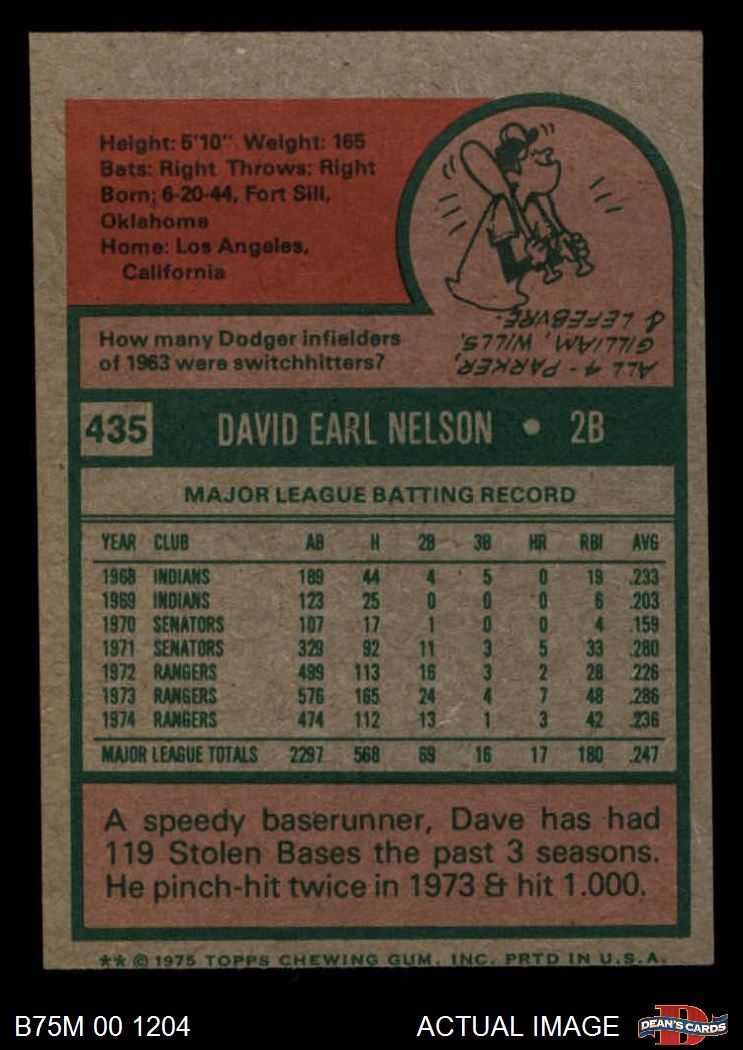 Height: 5'10" Weight: 165
Bats: Right Throws: Right
Born; 6-20-44, Fort Sill,
Oklahoma
Home: Los Angeles,
California
How many Dodger infielders
of 1963 were switchhitters?
ALL 4 - PARKER,
GILLIAM, WILLS,
& LEFEBVRE.
435 DAVID EARL NELSON • 2B
MAJOR LEAGUE BATTING RECORD
YEAR CLUB AB H 2B 3B HR RBI AVG
1968 INDIANS 189 44 4 5 0 19 .233
1969 INDIANS 123 25 0 0 0 6 .203
1970 SENATORS 107 17 1 0 0 4 .159
1971 SENATORS 329 92 11 3 5 33 .280
1972 RANGERS 499 113 16 3 2 28 .226
1973 RANGERS 576 165 24 4 7 48 .286
1974 RANGERS 474 112 13 1 3 42 .236
MAJOR LEAGUE TOTALS 2297 568 69 16 17 180 .247
A speedy baserunner, Dave has had
119 Stolen Bases the past 3 seasons.
He pinch-hit twice in 1973 & hit 1.000.
** © 1975 TOPPS CHEWING GUM, INC. PRTD IN U.S.A.
B75M 00 1204 ACTUAL IMAGE D DEAN'S CARDS